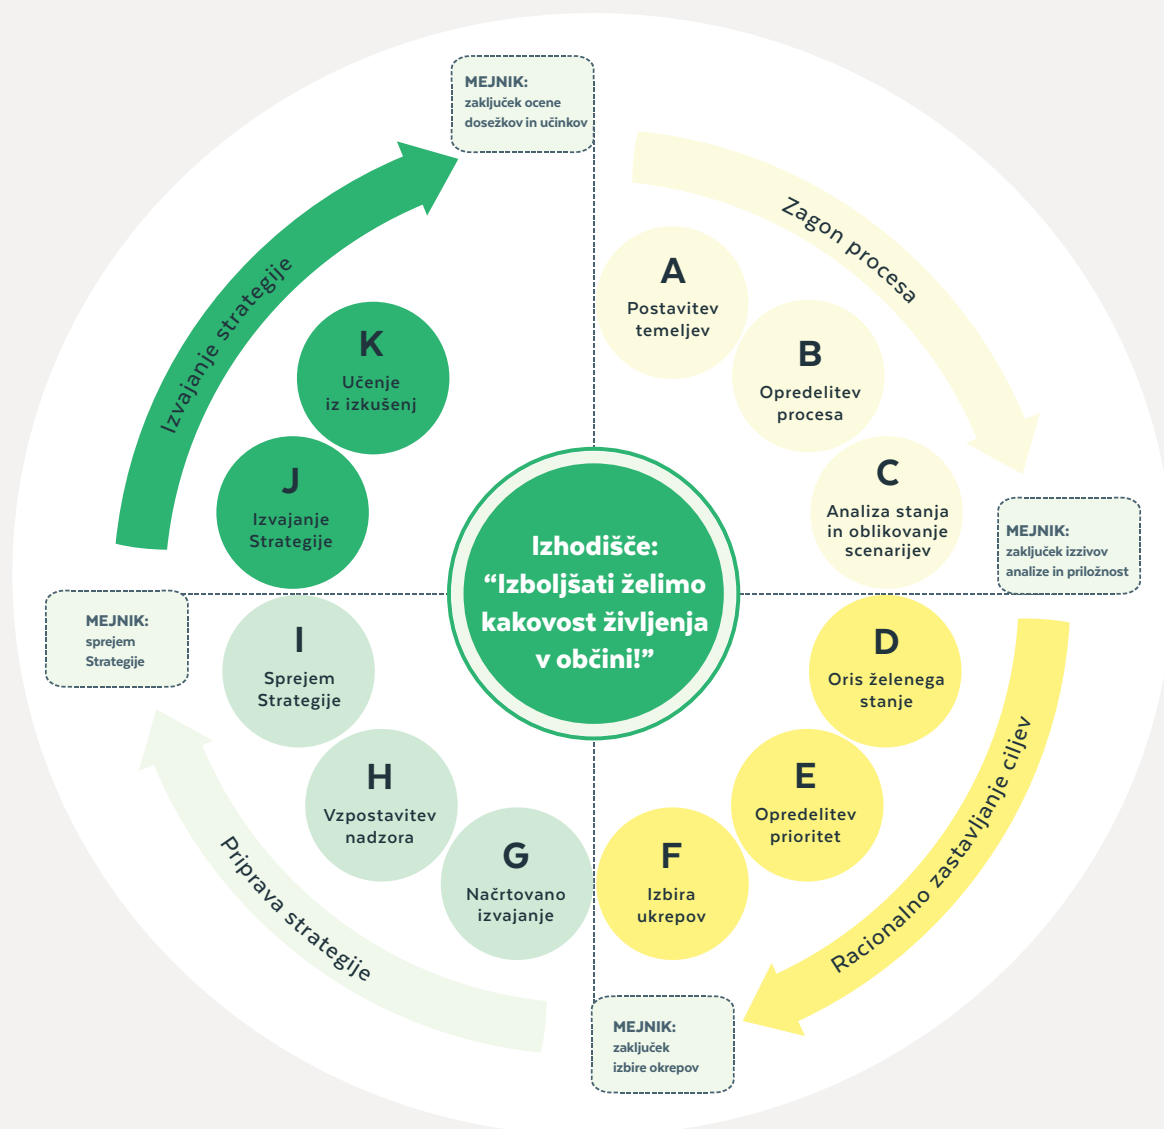 MEJNIK:
zaključek ocene
dosežkov in učinkov
Zagon procesa
A
Postavitev
temeljev
B
Opredelitev
procesa
C
Analiza stanja
in oblikovanje
scenarijev
MEJNIK:
zaključek izzivov
analize in priložnost
D
Oris želenega
stanje
E
Opredelitev
prioritet
F
Izbira
ukrepov
Racionalno zastavljanje ciljev
MEJNIK:
zaključek
izbire okrepov
G
Načrtovano
izvajanje
H
Vzpostavitev
nadzora
I
Sprejem
Strategije
Priprava strategije
MEJNIK:
sprejem
Strategije
J
Izvajanje
Strategije
K
Učenje
iz izkušenj
Izvajanje strategije
Izhodišče:
“Izboljšati želimo
kakovost življenja
v občini!”